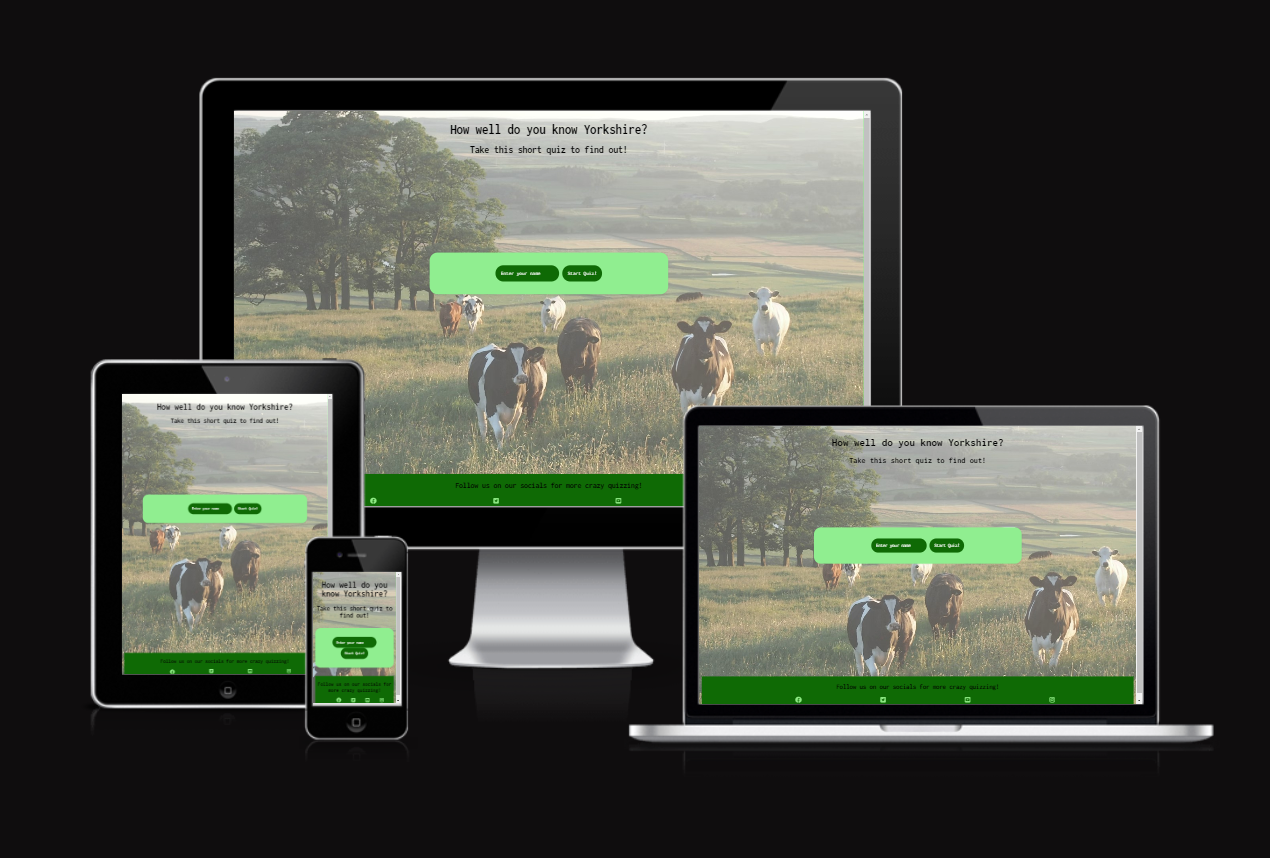 How well do you know Yorkshire?
Take this short quiz to find out!
Enter your name
Start Quiz!
Follow us on our socials for more crazy quizzing!
How well do you know Yorkshire?
Take this short quiz to find out!
Enter your name
Start Quiz!
Follow us on our socials for more crazy quizzing!
How well do you
know Yorkshire?
Take this short quiz to
find out!
Enter your name
Start Quiz!
Follow us on our socials for
more crazy quizzing!
How well do you know Yorkshire?
Take this short quiz to find out!
Enter your name
Start Quiz!
Follow us on our socials for more crazy quizzing!